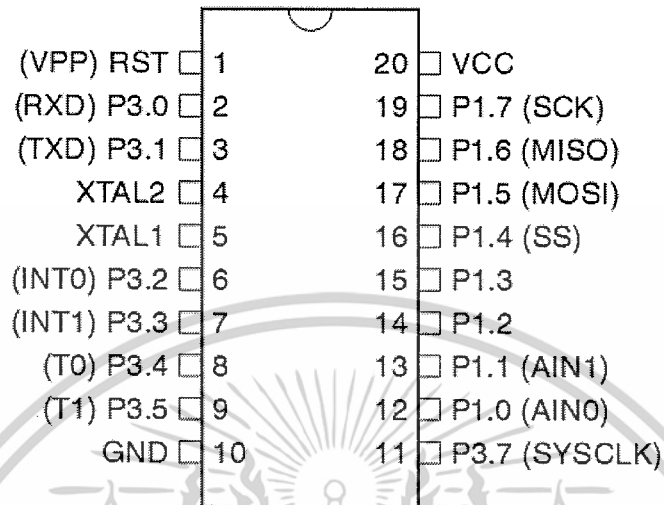 (VPP) RST 1 20 VCC
(RXD) P3.0 2 19 P1.7 (SCK)
(TXD) P3.1 3 18 P1.6 (MISO)
XTAL2 4 17 P1.5 (MOSI)
XTAL1 5 16 P1.4 (SS)
(INT0) P3.2 6 15 P1.3
(INT1) P3.3 7 14 P1.2
(T0) P3.4 8 13 P1.1 (AIN1)
(T1) P3.5 9 12 P1.0 (AIN0)
GND 10 11 P3.7 (SYSCLK)